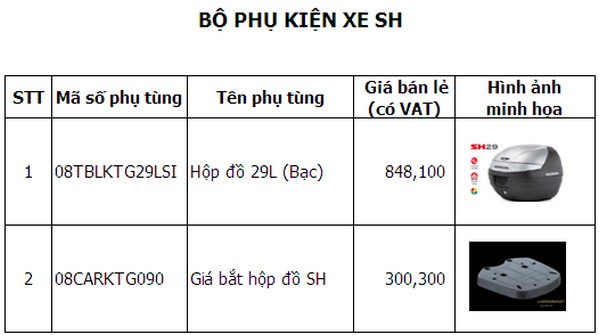 BỘ PHỤ KIỆN XE SH
STT Mã số phụ tùng Tên phụ tùng Giá bán lẻ (có VAT) Hình ảnh minh họa
1 08TBLKTG29LSI Hộp đồ 29L (Bạc) 848,100
SH29
2 08CARKTG090 Giá bắt hộp đồ SH 300,300